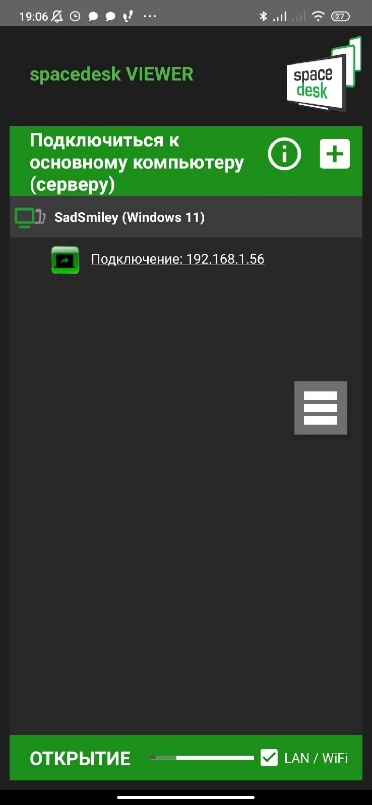 19:06
27
spacedesk VIEWER
space
desk
Подключиться к
основному компьютеру
(серверу)
SadSmiley (Windows 11)
Подключение: 192.168.1.56
ОТКРЫТИЕ
LAN / WiFi